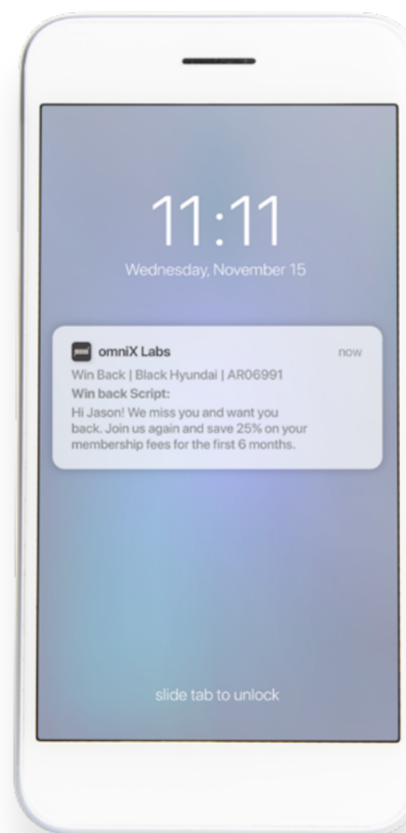 11:11
Wednesday, November 15
omniX Labs now
Win Back | Black Hyundai | AR06991
Win back Script:
Hi Jason! We miss you and want you
back. Join us again and save 25% on your
membership fees for the first 6 months.
slide tab to unlock